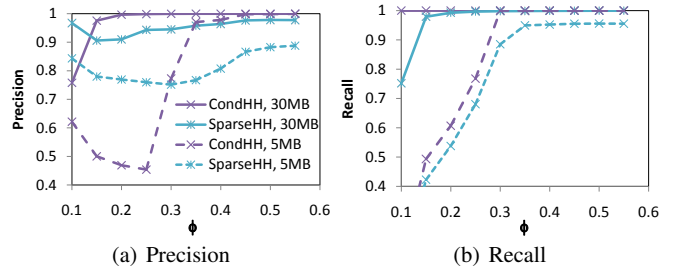 1
0.9
0.8
0.7
0.6
0.5
0.4
Precision
0.1 0.2 0.3 0.4 0.5 0.6
ϕ
CondHH, 30MB
SparseHH, 30MB
CondHH, 5MB
SparseHH, 5MB
(a) Precision
1
0.9
0.8
0.7
0.6
0.5
0.4
Recall
0.1 0.2 0.3 0.4 0.5 0.6
ϕ
(b) Recall